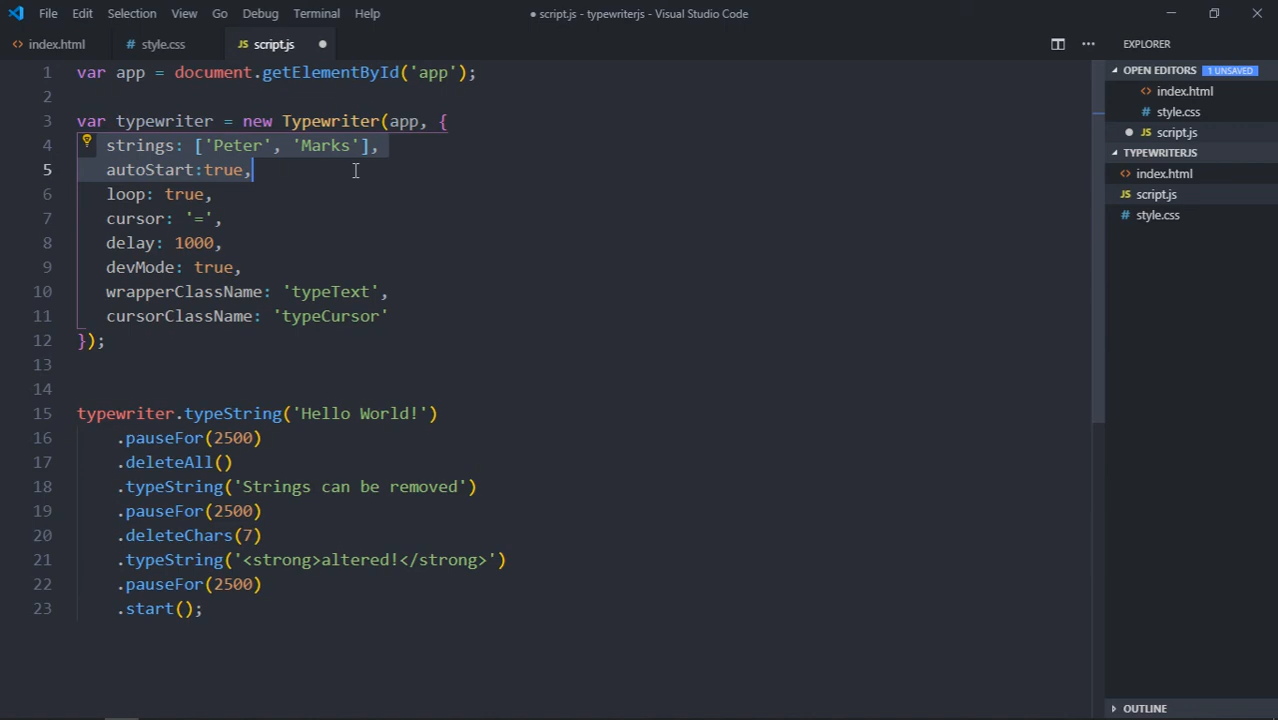 File Edit Selection View Go Debug Terminal Help
● script.js - typewriterjs - Visual Studio Code
<> index.html # style.css JS script.js ●
EXPLORER
1 var app = document.getElementById('app');
2
3 var typewriter = new Typewriter(app, {
4 strings: ['Peter', 'Marks'],
5 autoStart:true,
6 loop: true,
7 cursor: '=',
8 delay: 1000,
9 devMode: true,
10 wrapperClassName: 'typeText',
11 cursorClassName: 'typeCursor'
12 });
13
14
15 typewriter.typeString('Hello World!')
16 .pauseFor(2500)
17 .deleteAll()
18 .typeString('Strings can be removed')
19 .pauseFor(2500)
20 .deleteChars(7)
21 .typeString('<strong>altered!</strong>')
22 .pauseFor(2500)
23 .start();
OPEN EDITORS 1 UNSAVED
<> index.html
# style.css
● JS script.js
TYPEWRITERJS
<> index.html
JS script.js
# style.css
OUTLINE